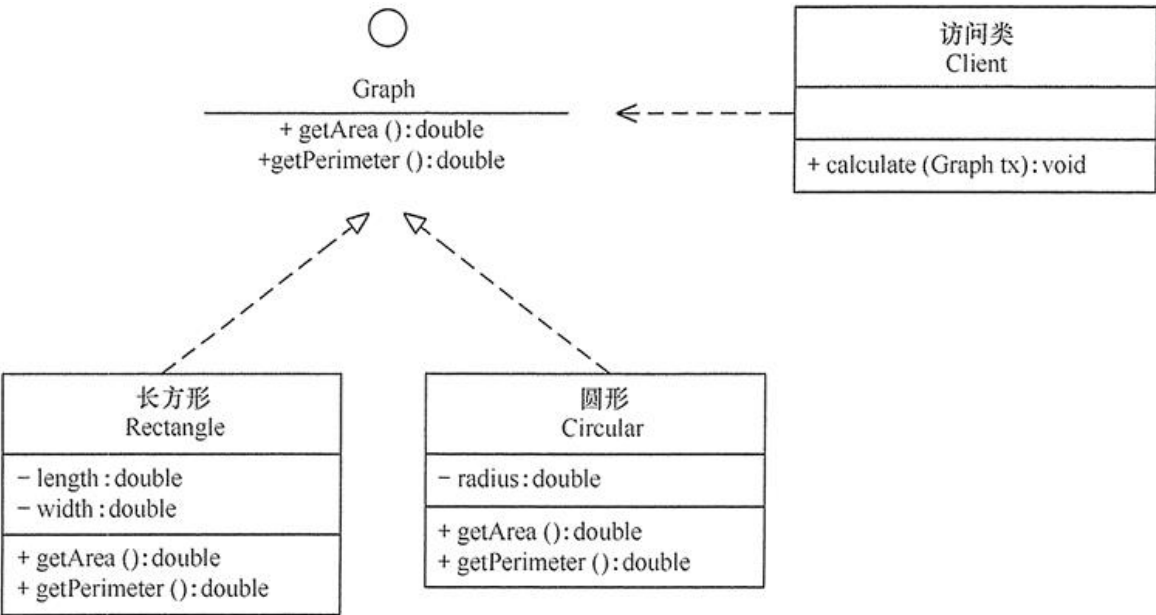 Graph
+ getArea ():double
+getPerimeter ():double
访问类
Client
+ calculate (Graph tx):void
长方形
Rectangle
− length:double
− width:double
+ getArea ():double
+ getPerimeter ():double
圆形
Circular
− radius:double
+ getArea ():double
+ getPerimeter ():double